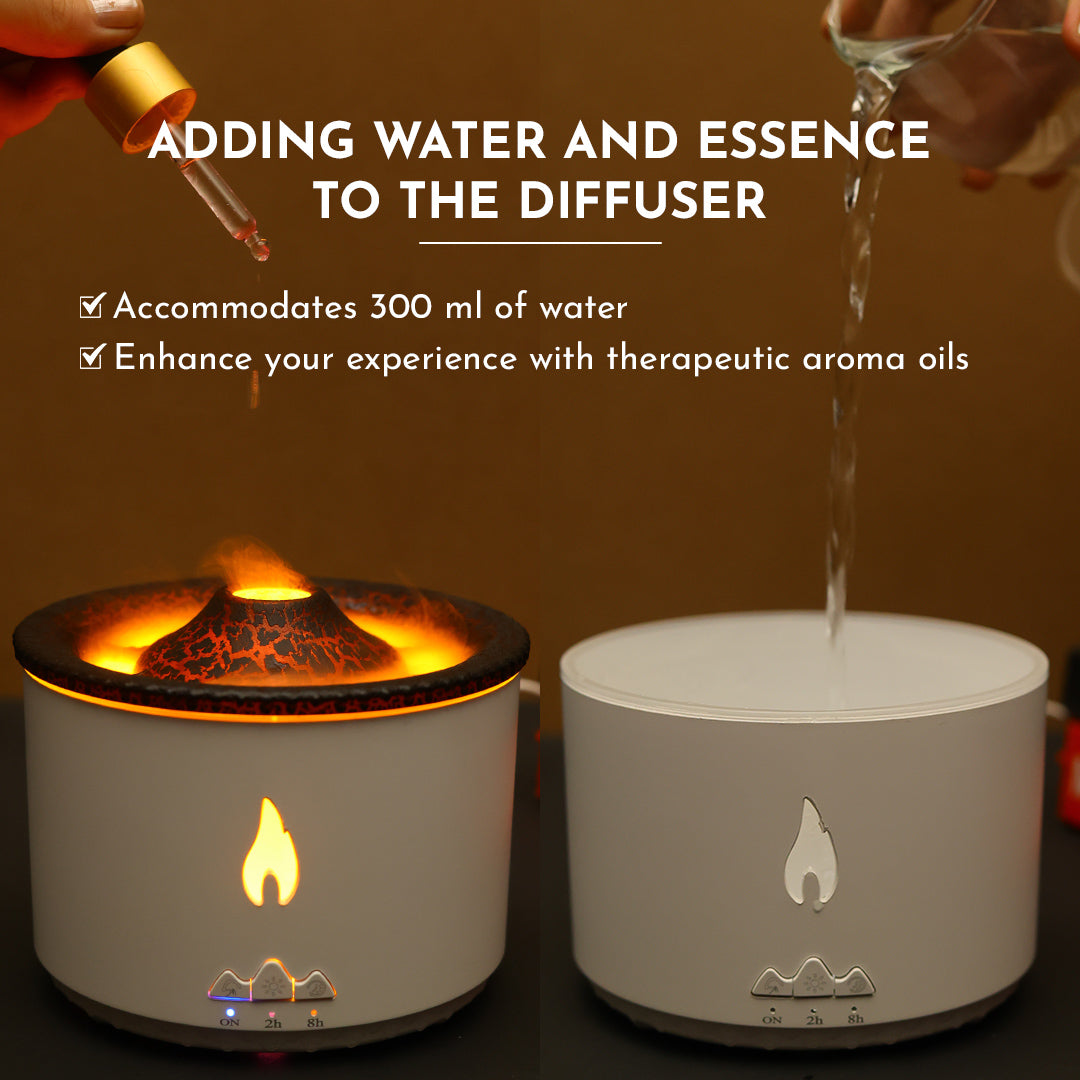 ADDING WATER AND ESSENCE
TO THE DIFFUSER
Accommodates 300 ml of water
Enhance your experience with therapeutic aroma oils
ON 2h 8h
ON 2h 8h